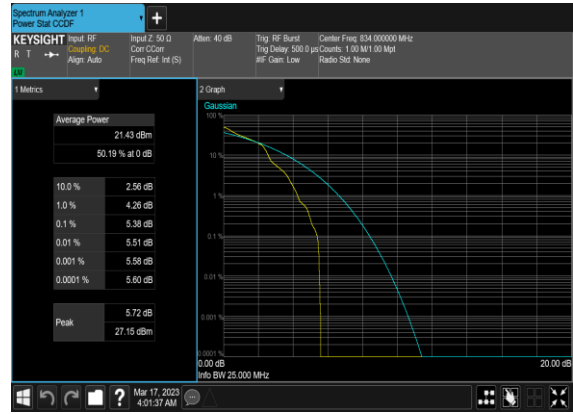 Spectrum Analyzer 1
Power Stat CCDF
+
KEYSIGHT Input: RF Input Z: 50 Ω Atten: 40 dB Trig: RF Burst Center Freq: 834.000000 MHz
R T Coupling: DC Corr CCorr Trig Delay: 500.0 µs Counts: 1.00 M/1.00 Mpt
Align: Auto Freq Ref: Int (S) #IF Gain: Low Radio Std: None
1 Metrics
2 Graph
Average Power
21.43 dBm
50.19 % at 0 dB
10.0 % 2.56 dB
1.0 % 4.26 dB
0.1 % 5.38 dB
0.01 % 5.51 dB
0.001 % 5.58 dB
0.0001 % 5.60 dB
Peak
5.72 dB
27.15 dBm
Gaussian
100 %
10 %
1 %
0.1 %
0.01 %
0.001 %
0.0001 %
0.00 dB 20.00 dB
Info BW 25.000 MHz
? Mar 17, 2023
4:01:37 AM